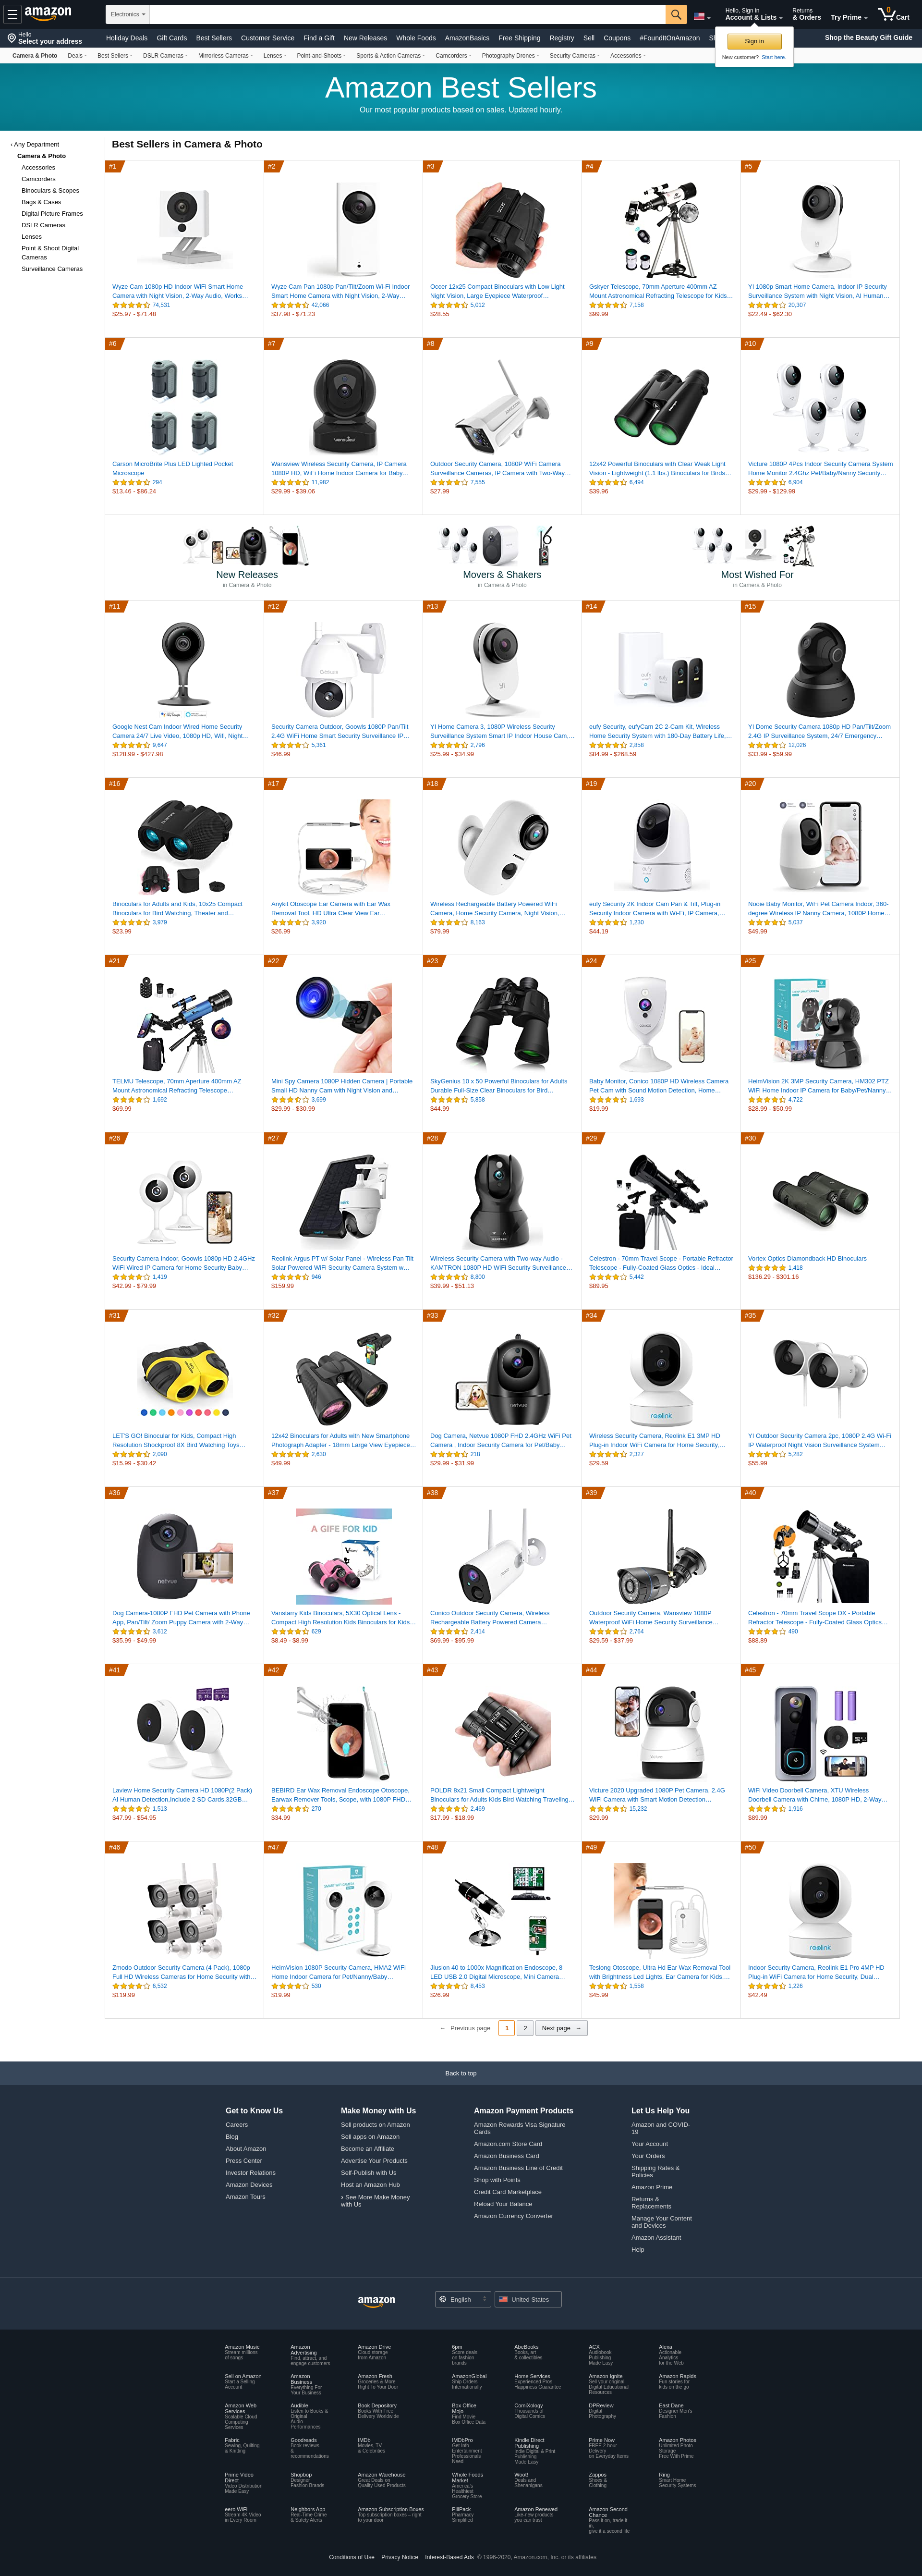 amazon
Electronics
Hello, Sign in
Account & Lists
Returns
& Orders
Try Prime
0
Cart
Hello
Select your address
Holiday Deals
Gift Cards
Best Sellers
Customer Service
Find a Gift
New Releases
Whole Foods
AmazonBasics
Free Shipping
Registry
Sell
Coupons
#FoundItOnAmazon
Shop the Beauty Gift Guide
Sign in
New customer? Start here.
Camera & Photo
Deals
Best Sellers
DSLR Cameras
Mirrorless Cameras
Lenses
Point-and-Shoots
Sports & Action Cameras
Camcorders
Photography Drones
Security Cameras
Accessories
Amazon Best Sellers
Our most popular products based on sales. Updated hourly.
‹ Any Department
Camera & Photo
Accessories
Camcorders
Binoculars & Scopes
Bags & Cases
Digital Picture Frames
DSLR Cameras
Lenses
Point & Shoot Digital
Cameras
Surveillance Cameras
Best Sellers in Camera & Photo
#1
Wyze Cam 1080p HD Indoor WiFi Smart Home
Camera with Night Vision, 2-Way Audio, Works…
74,531
$25.97 - $71.48
#2
Wyze Cam Pan 1080p Pan/Tilt/Zoom Wi-Fi Indoor
Smart Home Camera with Night Vision, 2-Way…
42,066
$37.98 - $71.23
#3
Occer 12x25 Compact Binoculars with Low Light
Night Vision, Large Eyepiece Waterproof…
5,012
$28.55
#4
Gskyer Telescope, 70mm Aperture 400mm AZ
Mount Astronomical Refracting Telescope for Kids…
7,158
$99.99
#5
YI 1080p Smart Home Camera, Indoor IP Security
Surveillance System with Night Vision, AI Human…
20,307
$22.49 - $62.30
#6
Carson MicroBrite Plus LED Lighted Pocket
Microscope
294
$13.46 - $86.24
#7
Wansview Wireless Security Camera, IP Camera
1080P HD, WiFi Home Indoor Camera for Baby…
11,982
$29.99 - $39.06
#8
Outdoor Security Camera, 1080P WiFi Camera
Surveillance Cameras, IP Camera with Two-Way…
7,555
$27.99
#9
12x42 Powerful Binoculars with Clear Weak Light
Vision - Lightweight (1.1 lbs.) Binoculars for Birds…
6,494
$39.96
#10
Victure 1080P 4Pcs Indoor Security Camera System
Home Monitor 2.4Ghz Pet/Baby/Nanny Security…
6,904
$29.99 - $129.99
New Releases
in Camera & Photo
Movers & Shakers
in Camera & Photo
Most Wished For
in Camera & Photo
#11
Google Nest Cam Indoor Wired Home Security
Camera 24/7 Live Video, 1080p HD, Wifi, Night…
9,647
$128.99 - $427.98
#12
Security Camera Outdoor, Goowls 1080P Pan/Tilt
2.4G WiFi Home Smart Security Surveillance IP…
5,361
$46.99
#13
YI Home Camera 3, 1080P Wireless Security
Surveillance System Smart IP Indoor House Cam,…
2,796
$25.99 - $34.99
#14
eufy Security, eufyCam 2C 2-Cam Kit, Wireless
Home Security System with 180-Day Battery Life,…
2,858
$84.99 - $268.59
#15
YI Dome Security Camera 1080p HD Pan/Tilt/Zoom
2.4G IP Surveillance System, 24/7 Emergency…
12,026
$33.99 - $59.99
#16
Binoculars for Adults and Kids, 10x25 Compact
Binoculars for Bird Watching, Theater and…
3,979
$23.99
#17
Anykit Otoscope Ear Camera with Ear Wax
Removal Tool, HD Ultra Clear View Ear…
3,920
$26.99
#18
Wireless Rechargeable Battery Powered WiFi
Camera, Home Security Camera, Night Vision,…
8,163
$79.99
#19
eufy Security 2K Indoor Cam Pan & Tilt, Plug-in
Security Indoor Camera with Wi-Fi, IP Camera,…
1,230
$44.19
#20
Nooie Baby Monitor, WiFi Pet Camera Indoor, 360-
degree Wireless IP Nanny Camera, 1080P Home…
5,037
$49.99
#21
TELMU Telescope, 70mm Aperture 400mm AZ
Mount Astronomical Refracting Telescope…
1,692
$69.99
#22
Mini Spy Camera 1080P Hidden Camera | Portable
Small HD Nanny Cam with Night Vision and…
3,699
$29.99 - $30.99
#23
SkyGenius 10 x 50 Powerful Binoculars for Adults
Durable Full-Size Clear Binoculars for Bird…
5,858
$44.99
#24
Baby Monitor, Conico 1080P HD Wireless Camera
Pet Cam with Sound Motion Detection, Home…
1,693
$19.99
#25
HeimVision 2K 3MP Security Camera, HM302 PTZ
WiFi Home Indoor IP Camera for Baby/Pet/Nanny…
4,722
$28.99 - $50.99
#26
Security Camera Indoor, Goowls 1080p HD 2.4GHz
WiFi Wired IP Camera for Home Security Baby…
1,419
$42.99 - $79.99
#27
Reolink Argus PT w/ Solar Panel - Wireless Pan Tilt
Solar Powered WiFi Security Camera System w…
946
$159.99
#28
Wireless Security Camera with Two-way Audio -
KAMTRON 1080P HD WiFi Security Surveillance…
8,800
$39.99 - $51.13
#29
Celestron - 70mm Travel Scope - Portable Refractor
Telescope - Fully-Coated Glass Optics - Ideal…
5,442
$89.95
#30
Vortex Optics Diamondback HD Binoculars
1,418
$136.29 - $301.16
#31
LET'S GO! Binocular for Kids, Compact High
Resolution Shockproof 8X Bird Watching Toys…
2,090
$15.99 - $30.42
#32
12x42 Binoculars for Adults with New Smartphone
Photograph Adapter - 18mm Large View Eyepiece…
2,630
$49.99
#33
netvue
Dog Camera, Netvue 1080P FHD 2.4GHz WiFi Pet
Camera , Indoor Security Camera for Pet/Baby…
218
$29.99 - $31.99
#34
reolink
Wireless Security Camera, Reolink E1 3MP HD
Plug-in Indoor WiFi Camera for Home Security,…
2,327
$29.59
#35
YI Outdoor Security Camera 2pc, 1080P 2.4G Wi-Fi
IP Waterproof Night Vision Surveillance System…
5,282
$55.99
#36
netvue
Dog Camera-1080P FHD Pet Camera with Phone
App, Pan/Tilt/ Zoom Puppy Camera with 2-Way…
3,612
$35.99 - $49.99
#37
A GIFE FOR KID
Vanstarry Kids Binoculars, 5X30 Optical Lens -
Compact High Resolution Kids Binoculars for Kids…
629
$8.49 - $8.99
#38
Conico Outdoor Security Camera, Wireless
Rechargeable Battery Powered Camera…
2,414
$69.99 - $95.99
#39
Outdoor Security Camera, Wansview 1080P
Waterproof WiFi Home Security Surveillance…
2,764
$29.59 - $37.99
#40
Celestron - 70mm Travel Scope DX - Portable
Refractor Telescope - Fully-Coated Glass Optics…
490
$88.89
#41
Laview Home Security Camera HD 1080P(2 Pack)
AI Human Detection,Include 2 SD Cards,32GB…
1,513
$47.99 - $54.95
#42
BEBIRD Ear Wax Removal Endoscope Otoscope,
Earwax Remover Tools, Scope, with 1080P FHD…
270
$34.99
#43
POLDR 8x21 Small Compact Lightweight
Binoculars for Adults Kids Bird Watching Traveling…
2,469
$17.99 - $18.99
#44
Victure 2020 Upgraded 1080P Pet Camera, 2.4G
WiFi Camera with Smart Motion Detection…
15,232
$29.99
#45
WiFi Video Doorbell Camera, XTU Wireless
Doorbell Camera with Chime, 1080P HD, 2-Way…
1,916
$89.99
#46
Zmodo Outdoor Security Camera (4 Pack), 1080p
Full HD Wireless Cameras for Home Security with…
6,532
$119.99
#47
HeimVision 1080P Security Camera, HMA2 WiFi
Home Indoor Camera for Pet/Nanny/Baby…
530
$19.99
#48
Jiusion 40 to 1000x Magnification Endoscope, 8
LED USB 2.0 Digital Microscope, Mini Camera…
8,453
$26.99
#49
Teslong Otoscope, Ultra Hd Ear Wax Removal Tool
with Brightness Led Lights, Ear Camera for Kids,…
1,558
$45.99
#50
reolink
Indoor Security Camera, Reolink E1 Pro 4MP HD
Plug-in WiFi Camera for Home Security, Dual…
1,226
$42.49
← Previous page
1
2
Next page →
Back to top
Get to Know Us
Careers
Blog
About Amazon
Press Center
Investor Relations
Amazon Devices
Amazon Tours
Make Money with Us
Sell products on Amazon
Sell apps on Amazon
Become an Affiliate
Advertise Your Products
Self-Publish with Us
Host an Amazon Hub
› See More Make Money
with Us
Amazon Payment Products
Amazon Rewards Visa Signature
Cards
Amazon.com Store Card
Amazon Business Card
Amazon Business Line of Credit
Shop with Points
Credit Card Marketplace
Reload Your Balance
Amazon Currency Converter
Let Us Help You
Amazon and COVID-
19
Your Account
Your Orders
Shipping Rates &
Policies
Amazon Prime
Returns &
Replacements
Manage Your Content
and Devices
Amazon Assistant
Help
amazon
English
United States
Amazon Music
Stream millions
of songs
Amazon
Advertising
Find, attract, and
engage customers
Amazon Drive
Cloud storage
from Amazon
6pm
Score deals
on fashion
brands
AbeBooks
Books, art
& collectibles
ACX
Audiobook
Publishing
Made Easy
Alexa
Actionable
Analytics
for the Web
Sell on Amazon
Start a Selling
Account
Amazon
Business
Everything For
Your Business
Amazon Fresh
Groceries & More
Right To Your Door
AmazonGlobal
Ship Orders
Internationally
Home Services
Experienced Pros
Happiness Guarantee
Amazon Ignite
Sell your original
Digital Educational
Resources
Amazon Rapids
Fun stories for
kids on the go
Amazon Web
Services
Scalable Cloud
Computing
Services
Audible
Listen to Books &
Original
Audio
Performances
Book Depository
Books With Free
Delivery Worldwide
Box Office
Mojo
Find Movie
Box Office Data
ComiXology
Thousands of
Digital Comics
DPReview
Digital
Photography
East Dane
Designer Men's
Fashion
Fabric
Sewing, Quilting
& Knitting
Goodreads
Book reviews
&
recommendations
IMDb
Movies, TV
& Celebrities
IMDbPro
Get Info
Entertainment
Professionals
Need
Kindle Direct
Publishing
Indie Digital & Print
Publishing
Made Easy
Prime Now
FREE 2-hour
Delivery
on Everyday Items
Amazon Photos
Unlimited Photo
Storage
Free With Prime
Prime Video
Direct
Video Distribution
Made Easy
Shopbop
Designer
Fashion Brands
Amazon Warehouse
Great Deals on
Quality Used Products
Whole Foods
Market
America's
Healthiest
Grocery Store
Woot!
Deals and
Shenanigans
Zappos
Shoes &
Clothing
Ring
Smart Home
Security Systems
eero WiFi
Stream 4K Video
in Every Room
Neighbors App
Real-Time Crime
& Safety Alerts
Amazon Subscription Boxes
Top subscription boxes – right
to your door
PillPack
Pharmacy
Simplified
Amazon Renewed
Like-new products
you can trust
Amazon Second
Chance
Pass it on, trade it
in,
give it a second life
Conditions of Use
Privacy Notice
Interest-Based Ads
© 1996-2020, Amazon.com, Inc. or its affiliates